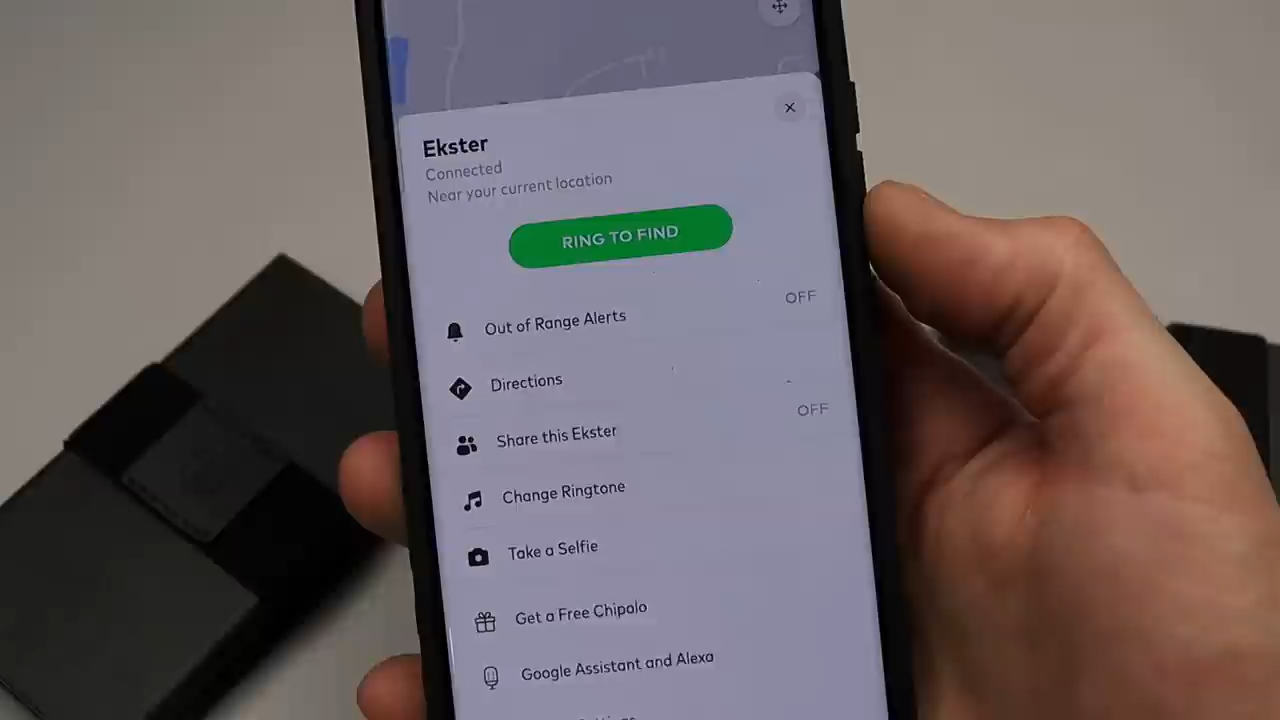 Ekster
Connected
Near your current location
RING TO FIND
Out of Range Alerts
OFF
Directions
Share this Ekster
OFF
Change Ringtone
Take a Selfie
Get a Free Chipolo
Google Assistant and Alexa